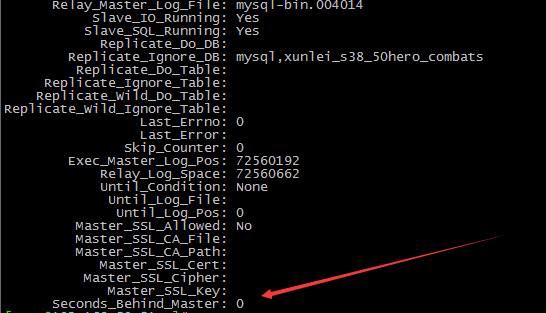 Relay_Master_Log_File: mysql-bin.004014
Slave_IO_Running: Yes
Slave_SQL_Running: Yes
Replicate_Do_DB:
Replicate_Ignore_DB: mysql,xunlei_s38_50hero_combats
Replicate_Do_Table:
Replicate_Ignore_Table:
Replicate_Wild_Do_Table:
Replicate_Wild_Ignore_Table:
Last_Errno: 0
Last_Error:
Skip_Counter: 0
Exec_Master_Log_Pos: 72560192
Relay_Log_Space: 72560662
Until_Condition: None
Until_Log_File:
Until_Log_Pos: 0
Master_SSL_Allowed: No
Master_SSL_CA_File:
Master_SSL_CA_Path:
Master_SSL_Cert:
Master_SSL_Cipher:
Master_SSL_Key:
Seconds_Behind_Master: 0